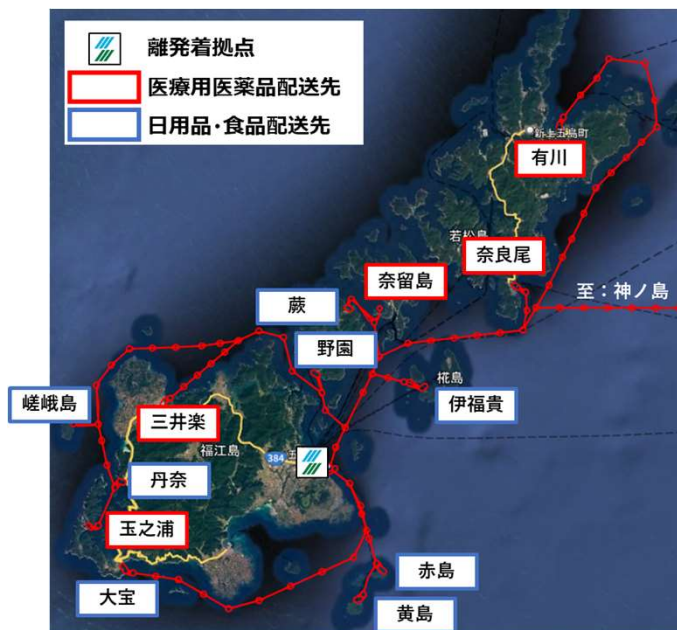 離発着拠点
医療用医薬品配送先
日用品・食品配送先
新上五島町
有川
若松島
奈良尾
奈留島
至：神ノ島
蕨
野園
椛島
伊福貴
嵯峨島
三井楽
福江島
384
五
丹奈
玉之浦
大宝
赤島
黄島